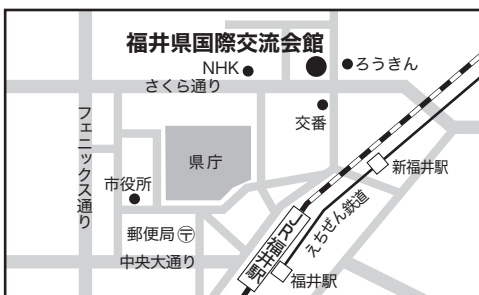 福井県国際交流会館
NHK
ろうきん
さくら通り
交番
フェニックス通り
県庁
新福井駅
市役所
えちぜん鉄道
JR福井駅
郵便局〒
中央大通り
福井駅